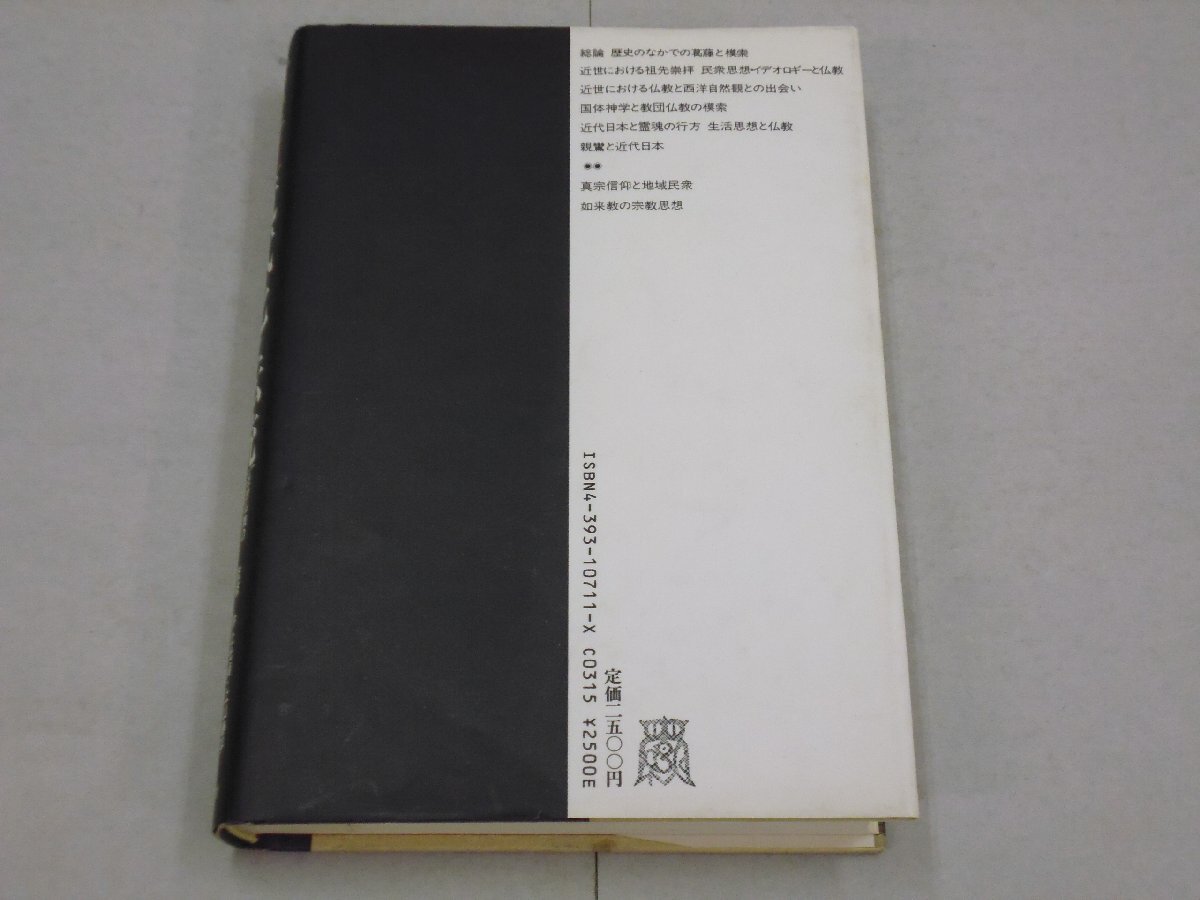 総論 歴史のなかでの葛藤と模索
近世における祖先崇拝 民衆思想・イデオロギーと仏教
近世における仏教と西洋自然観との出会い
国体神学と教団仏教の模索
近代日本と霊魂の行方 生活思想と仏教
親鸞と近代日本
◉◉
真宗信仰と地域民衆
如来教の宗教思想
ISBN4-393-10711-X C0315 ¥2500E
定価二五〇〇円